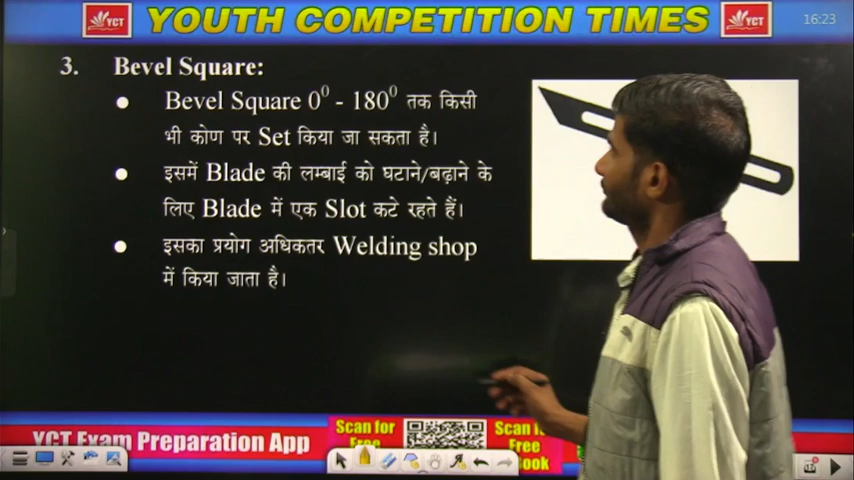 YCT
YOUTH COMPETITION TIMES
YCT
16:23
3. Bevel Square:
● Bevel Square 0⁰ - 180⁰ तक किसी
भी कोण पर Set किया जा सकता है।
● इसमें Blade की लम्बाई को घटाने/बढ़ाने के
लिए Blade में एक Slot कटे रहते हैं।
● इसका प्रयोग अधिकतर Welding shop
में किया जाता है।
YCT Exam Preparation App
Scan for
Free
Free